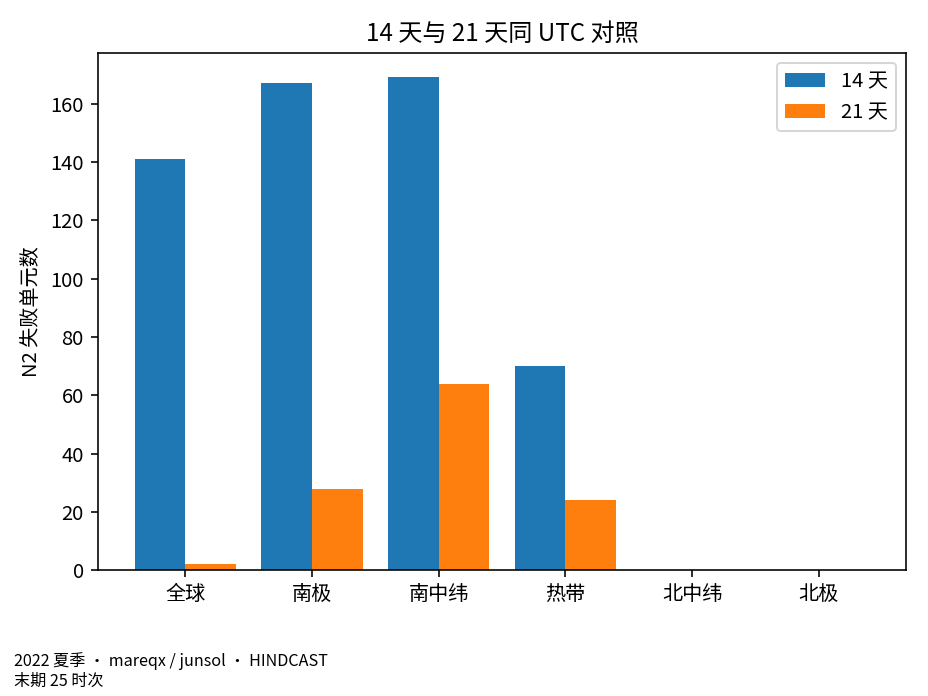 14 天与 21 天同 UTC 对照
14 天
21 天
N2 失败单元数
160
140
120
100
80
60
40
20
0
全球 南极 南中纬 热带 北中纬 北极
2022 夏季 · mareqx / junsol · HINDCAST
末期 25 时次